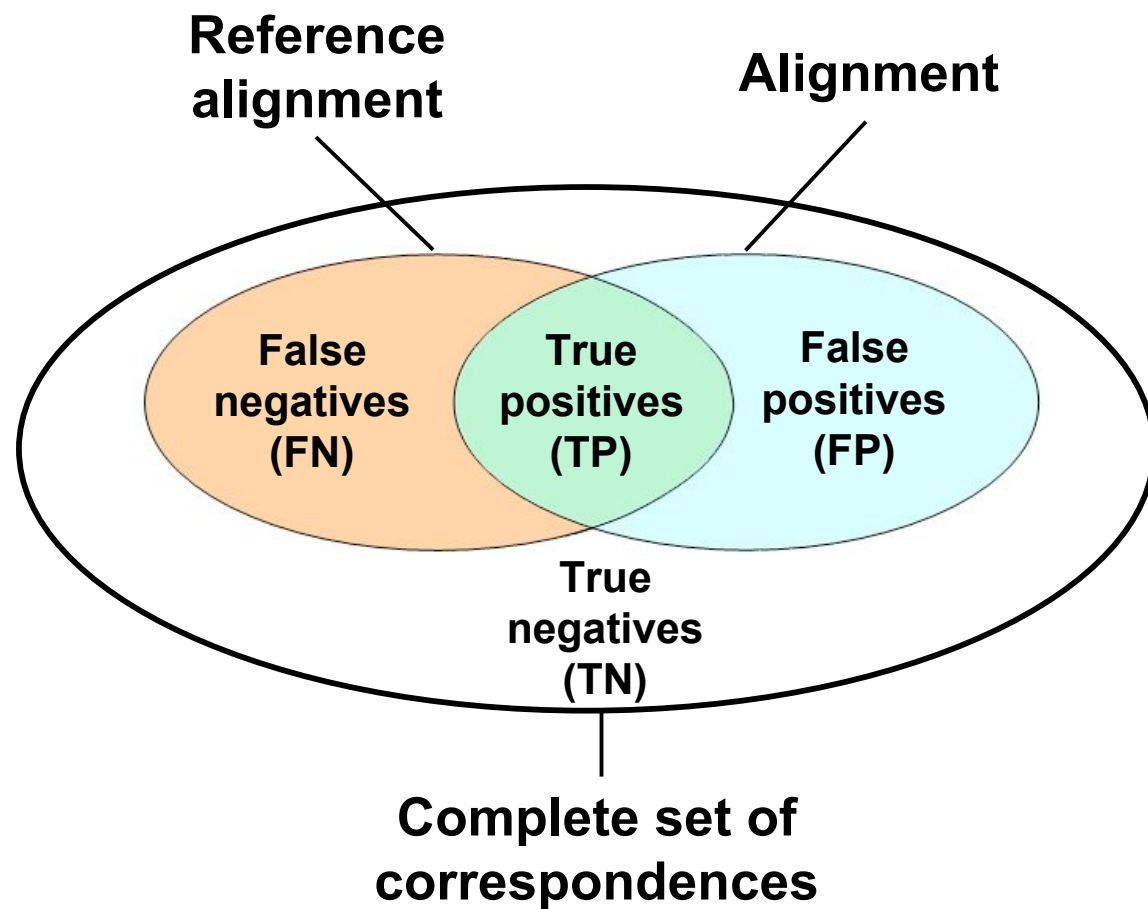 Reference
alignment
Alignment
False
negatives
(FN)
True
positives
(TP)
False
positives
(FP)
True
negatives
(TN)
Complete set of
correspondences